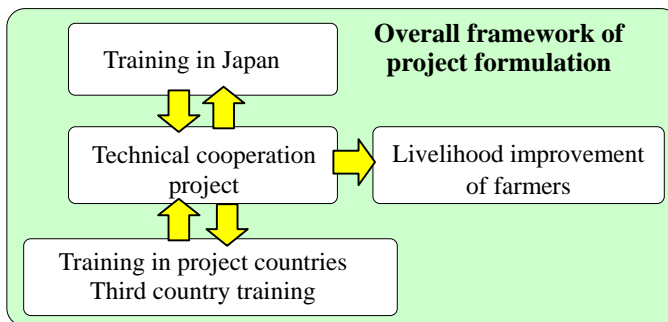 Overall framework of
project formulation
Training in Japan
Technical cooperation
project
Livelihood improvement
of farmers
Training in project countries
Third country training